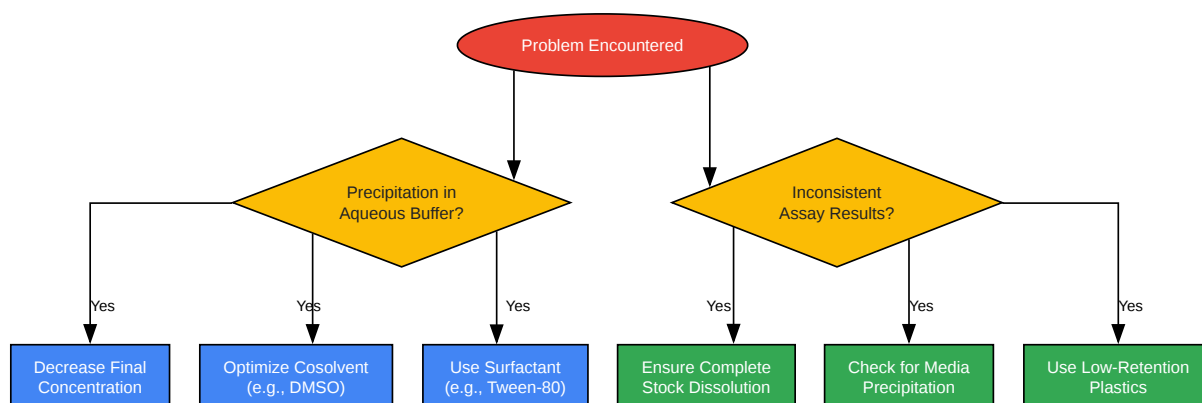 Problem Encountered
Precipitation in
Aqueous Buffer?
Inconsistent
Assay Results?
Yes
Yes
Yes
Yes
Yes
Yes
Decrease Final
Concentration
Optimize Cosolvent
(e.g., DMSO)
Use Surfactant
(e.g., Tween-80)
Ensure Complete
Stock Dissolution
Check for Media
Precipitation
Use Low-Retention
Plastics